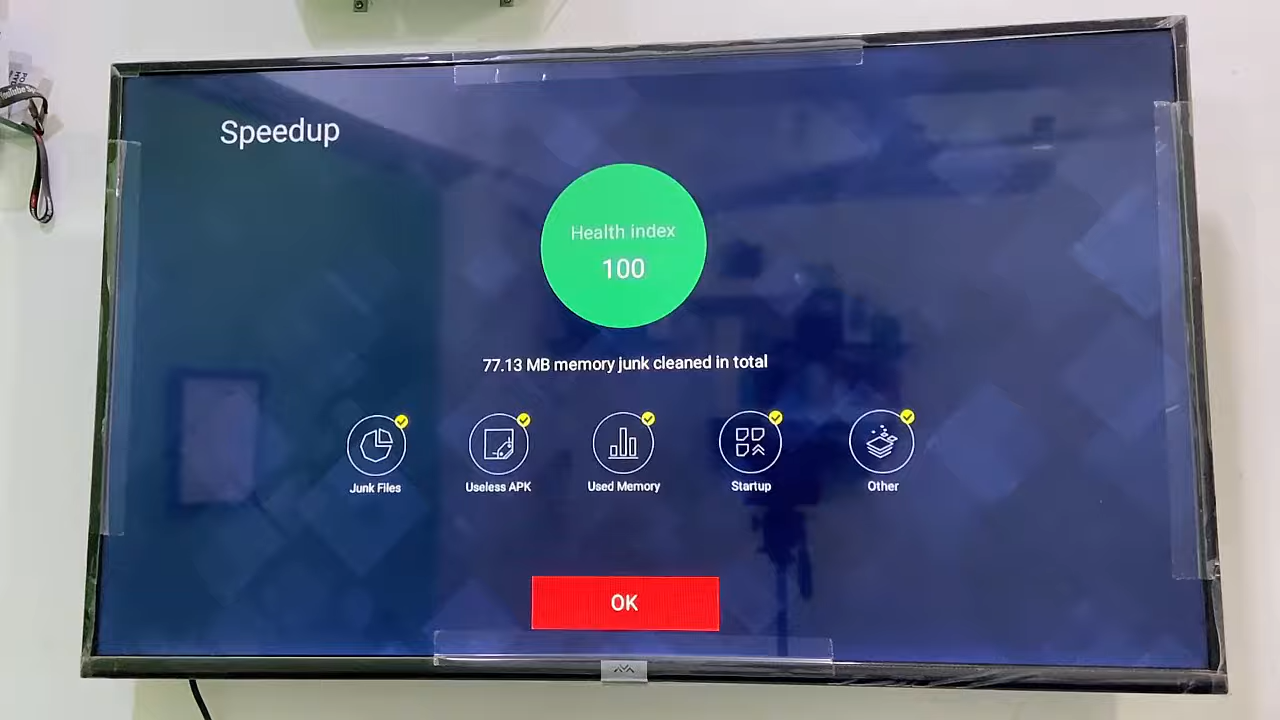 Speedup
Health index
100
77.13 MB memory junk cleaned in total
Junk Files
Useless APK
Used Memory
Startup
Other
OK